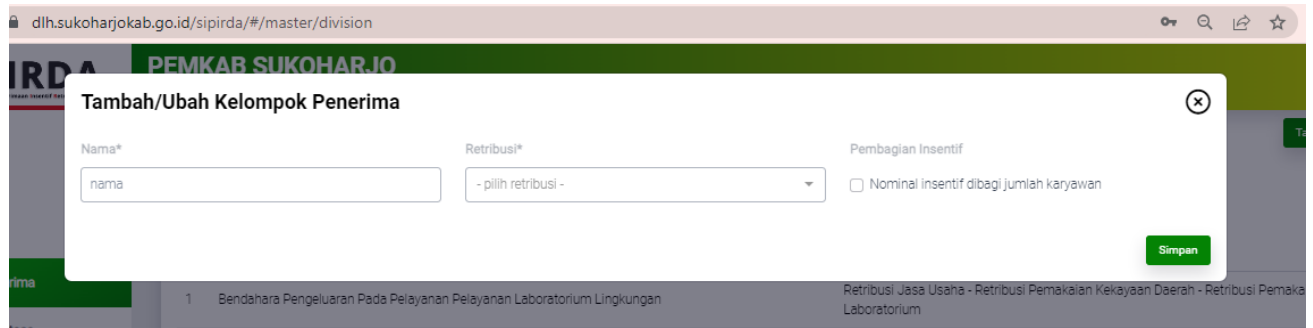 dlh.sukoharjokab.go.id/sipirda/#/master/division
PEMKAB SUKOHARJO
Tambah/Ubah Kelompok Penerima
Nama*
Retribusi*
Pembagian Insentif
nama
- pilih retribusi -
Nominal insentif dibagi jumlah karyawan
Simpan
rima
1
Bendahara Pengeluaran Pada Pelayanan Pelayanan Laboratorium Lingkungan
Retribusi Jasa Usaha - Retribusi Pemakaian Kekayaan Daerah - Retribusi Pemaka
Laboratorium